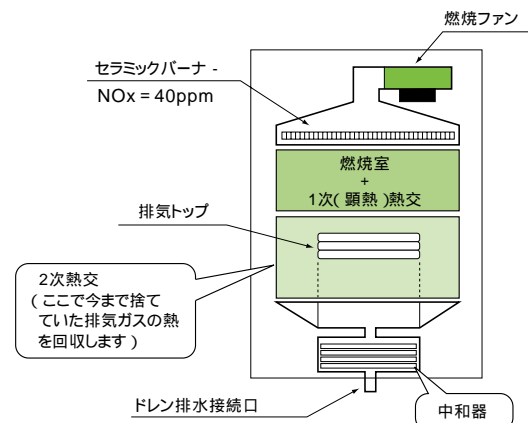 燃焼ファン
セラミックバーナ -
NOx = 40ppm
燃焼室
+
1次( 顕熱 )熱交
排気トップ
2次熱交
( ここで今まで捨て
ていた排気ガスの熱
を回収します )
ドレン排水接続口
中和器